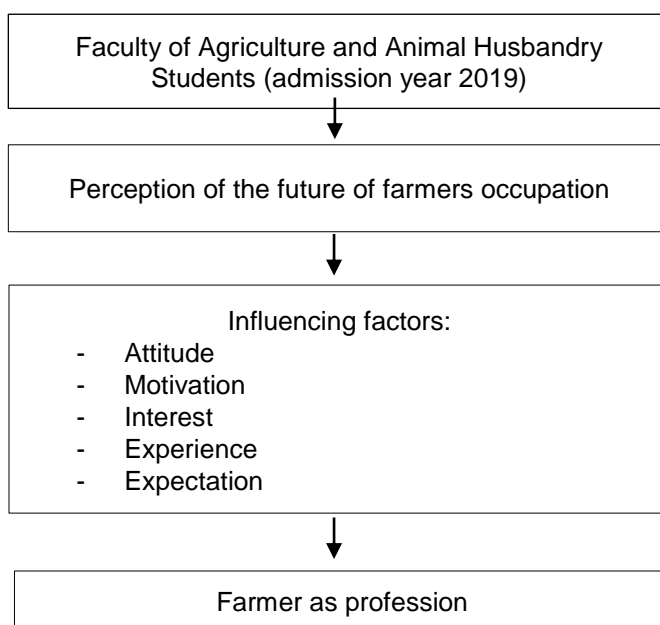 Faculty of Agriculture and Animal Husbandry
Students (admission year 2019)
Perception of the future of farmers occupation
Influencing factors:
- Attitude
- Motivation
- Interest
- Experience
- Expectation
Farmer as profession